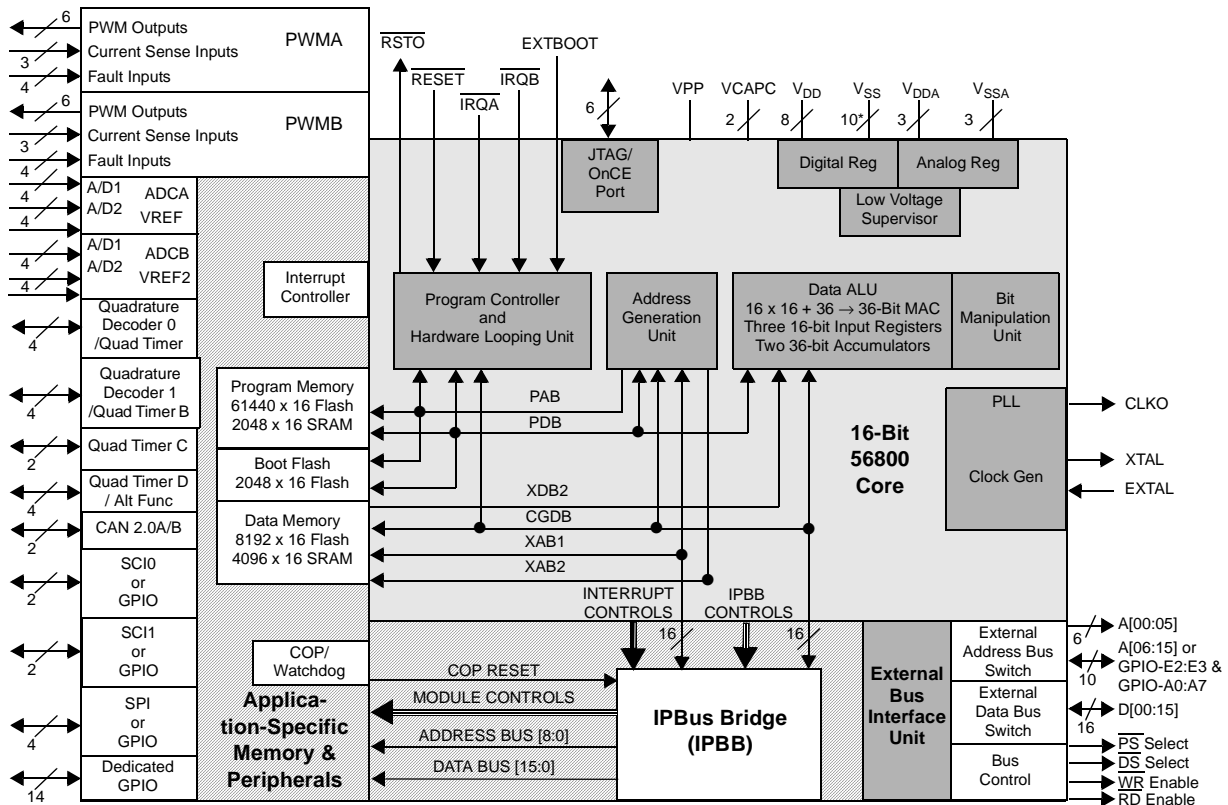 6
PWM Outputs
PWMA
Current Sense Inputs
3
Fault Inputs
4
6
PWM Outputs
PWMB
Current Sense Inputs
3
Fault Inputs
4
4
A/D1
ADCA
4
A/D2
VREF
4
A/D1
ADCB
4
A/D2
VREF2
4
Quadrature
Decoder 0
/Quad Timer
4
Quadrature
Decoder 1
/Quad Timer B
4
Quad Timer C
2
Quad Timer D
/ Alt Func
4
CAN 2.0A/B
2
SCI0
or
GPIO
2
SCI1
or
GPIO
2
SPI
or
GPIO
4
Dedicated
GPIO
14
RSTO
RESET
IRQA
IRQB
EXTBOOT
6
JTAG/
OnCE
Port
VPP
VCAPC
2
VDD
8
VSS
10*
VDDA
3
VSSA
3
Digital Reg
Analog Reg
Low Voltage
Supervisor
Interrupt
Controller
Program Controller
and
Hardware Looping Unit
Address
Generation
Unit
Data ALU
16 x 16 + 36 → 36-Bit MAC
Three 16-bit Input Registers
Two 36-bit Accumulators
Bit
Manipulation
Unit
Program Memory
61440 x 16 Flash
2048 x 16 SRAM
Boot Flash
2048 x 16 Flash
Data Memory
8192 x 16 Flash
4096 x 16 SRAM
PAB
PDB
XDB2
CGDB
XAB1
XAB2
16-Bit
56800
Core
PLL
Clock Gen
CLKO
XTAL
EXTAL
INTERRUPT
CONTROLS
IPBB
CONTROLS
16
16
COP/
Watchdog
COP RESET
MODULE CONTROLS
ADDRESS BUS [8:0]
DATA BUS [15:0]
Applica-
tion-Specific
Memory &
Peripherals
IPBus Bridge
(IPBB)
External
Bus
Interface
Unit
External
Address Bus
Switch
External
Data Bus
Switch
Bus
Control
A[00:05]
6
A[06:15] or
GPIO-E2:E3 &
GPIO-A0:A7
10
D[00:15]
16
PS Select
DS Select
WR Enable
RD Enable